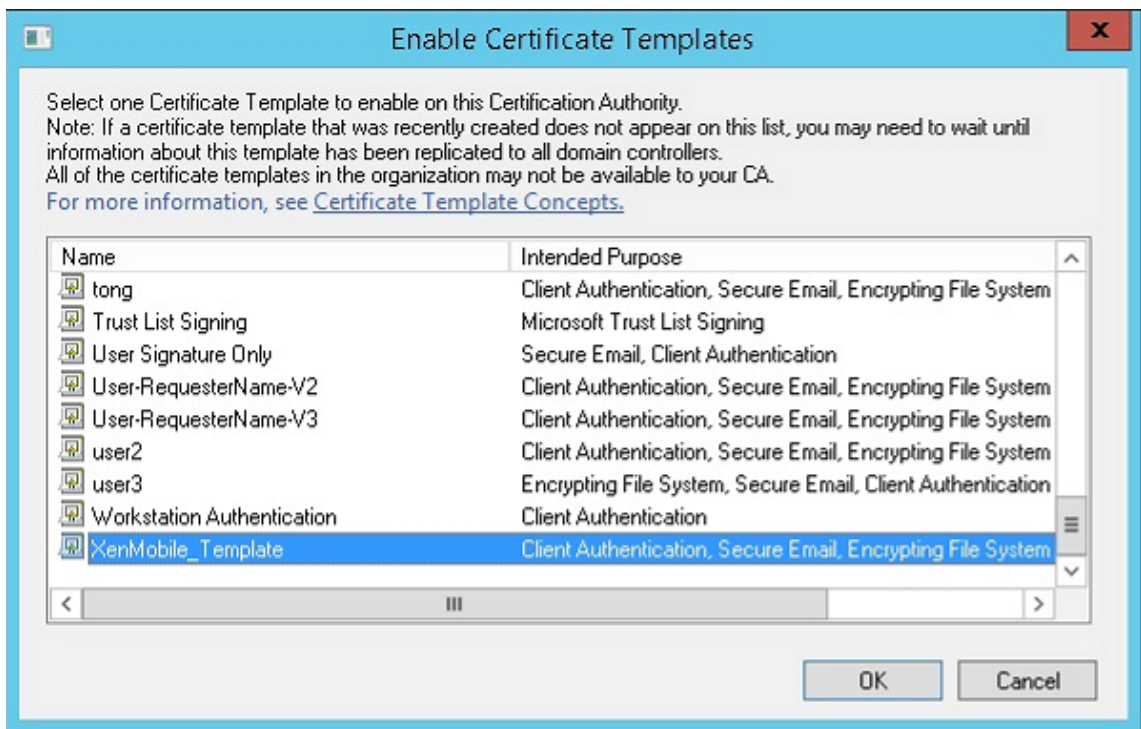 Enable Certificate Templates
x
Select one Certificate Template to enable on this Certification Authority.
Note: If a certificate template that was recently created does not appear on this list, you may need to wait until
information about this template has been replicated to all domain controllers.
All of the certificate templates in the organization may not be available to your CA.
For more information, see Certificate Template Concepts.
Name Intended Purpose
tong Client Authentication, Secure Email, Encrypting File System
Trust List Signing Microsoft Trust List Signing
User Signature Only Secure Email, Client Authentication
User-RequesterName-V2 Client Authentication, Secure Email, Encrypting File System
User-RequesterName-V3 Client Authentication, Secure Email, Encrypting File System
user2 Client Authentication, Secure Email, Encrypting File System
user3 Encrypting File System, Secure Email, Client Authentication
Workstation Authentication Client Authentication
XenMobile_Template Client Authentication, Secure Email, Encrypting File System
OK Cancel